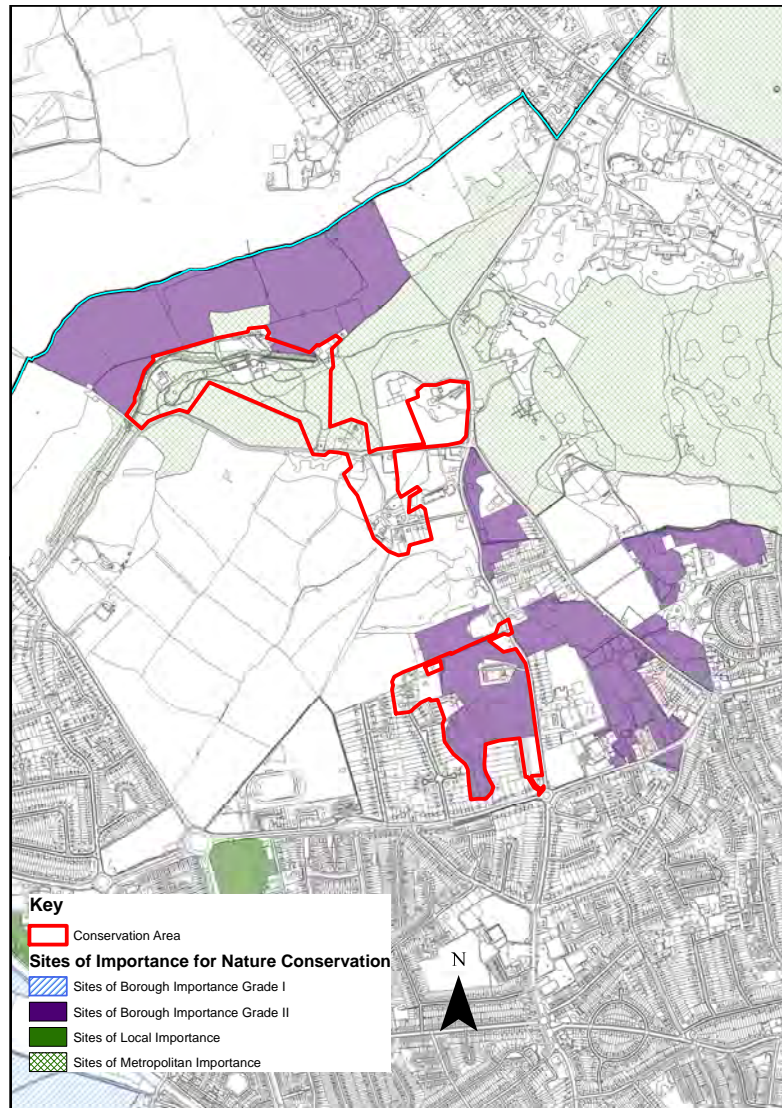 N
Key
Conservation Area
Sites of Importance for Nature Conservation
Sites of Borough Importance Grade I
Sites of Borough Importance Grade II
Sites of Local Importance
Sites of Metropolitan Importance